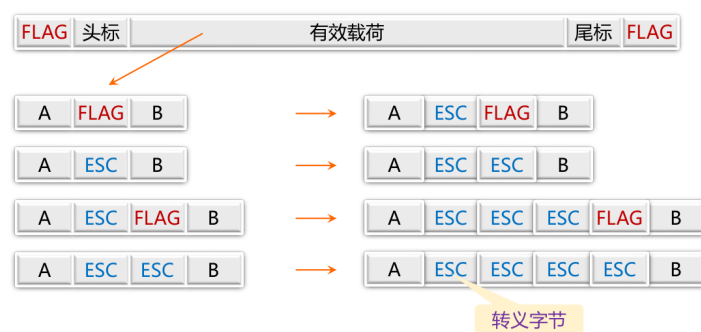 FLAG 头标 有效载荷 尾标 FLAG
A FLAG B A ESC FLAG B
A ESC B A ESC ESC B
A ESC FLAG B A ESC ESC ESC FLAG B
A ESC ESC B A ESC ESC ESC ESC B
转义字节